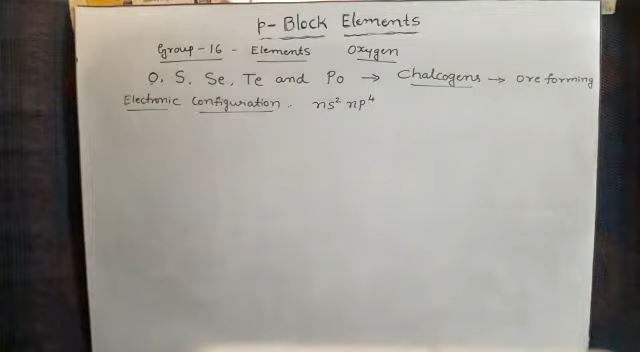 p-Block Elements
Group-16 - Elements Oxygen
O, S, Se, Te and Po → Chalcogens → ore forming
Electronic Configuration. ns² np⁴